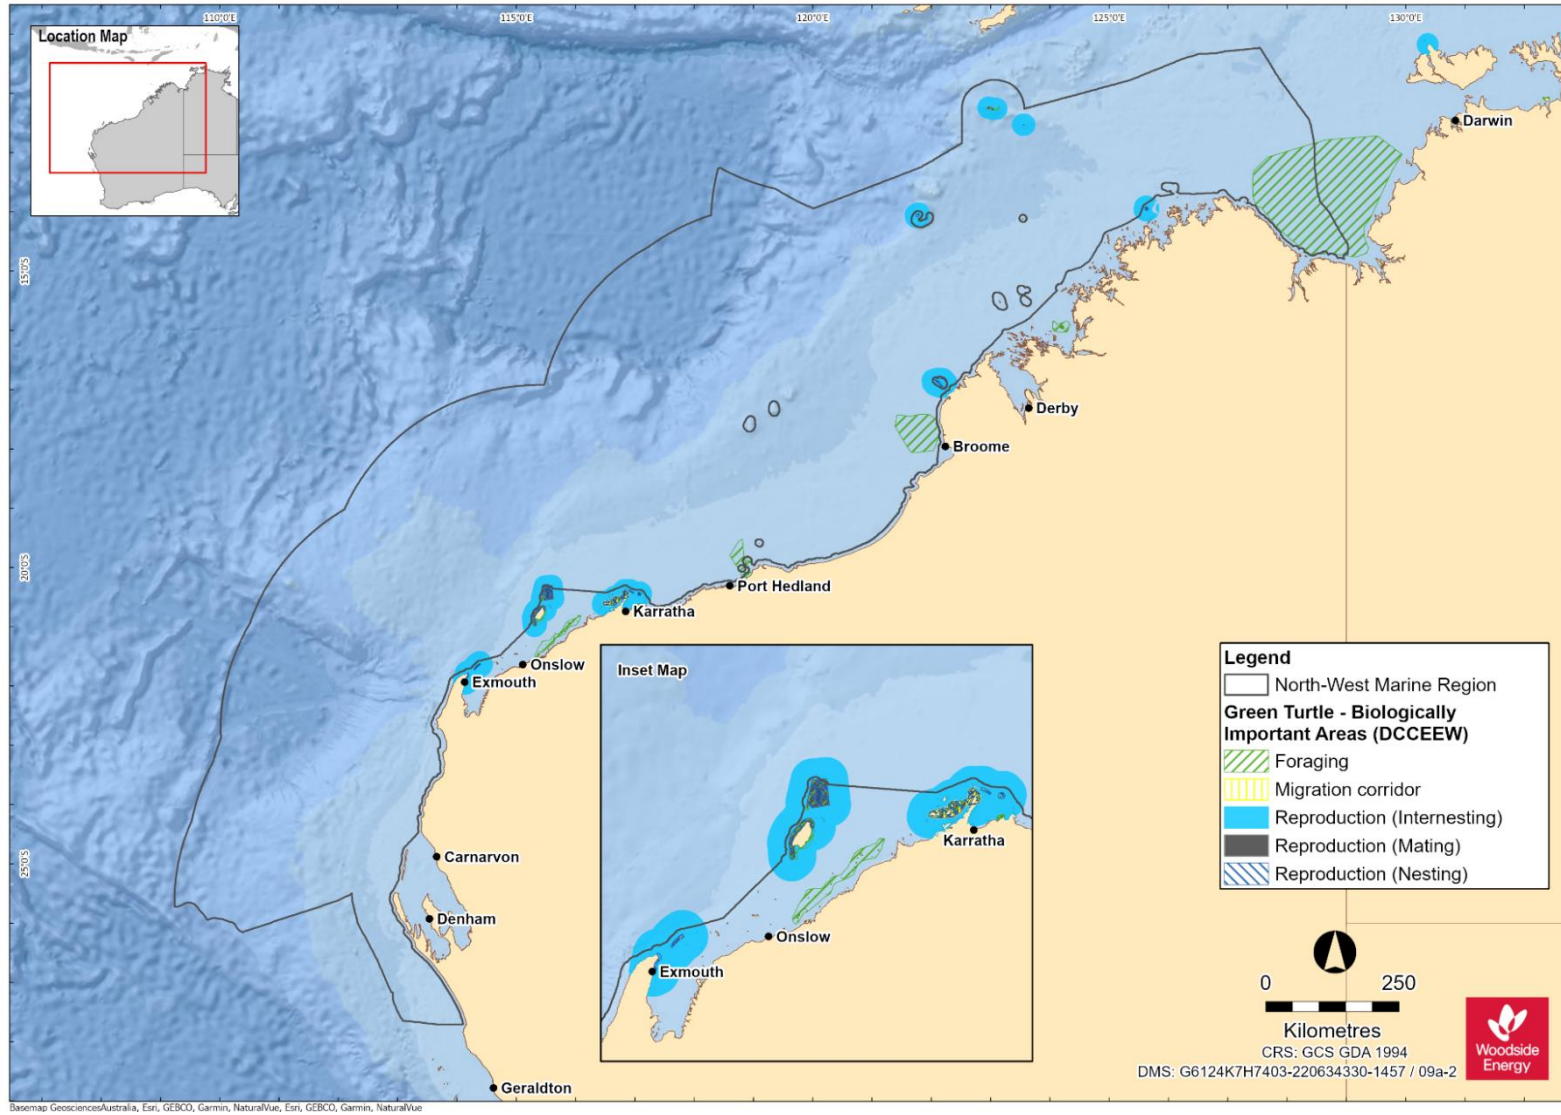 110°0'E
115°0'E
120°0'E
125°0'E
130°0'E
Location Map
Darwin
15°0'S
Derby
Broome
20°0'S
Port Hedland
Karratha
Onslow
Exmouth
25°0'S
Carnarvon
Denham
Geraldton
Inset Map
Karratha
Onslow
Exmouth
Legend
North-West Marine Region
Green Turtle - Biologically
Important Areas (DCCEEW)
Foraging
Migration corridor
Reproduction (Internesting)
Reproduction (Mating)
Reproduction (Nesting)
0 250
Kilometres
CRS: GCS GDA 1994
DMS: G6124K7H7403-220634330-1457 / 09a-2
Woodside
Energy
Basemap GeosciencesAustralia, Esri, GEBCO, Garmin, NaturalVue, Esri, GEBCO, Garmin, NaturalVue